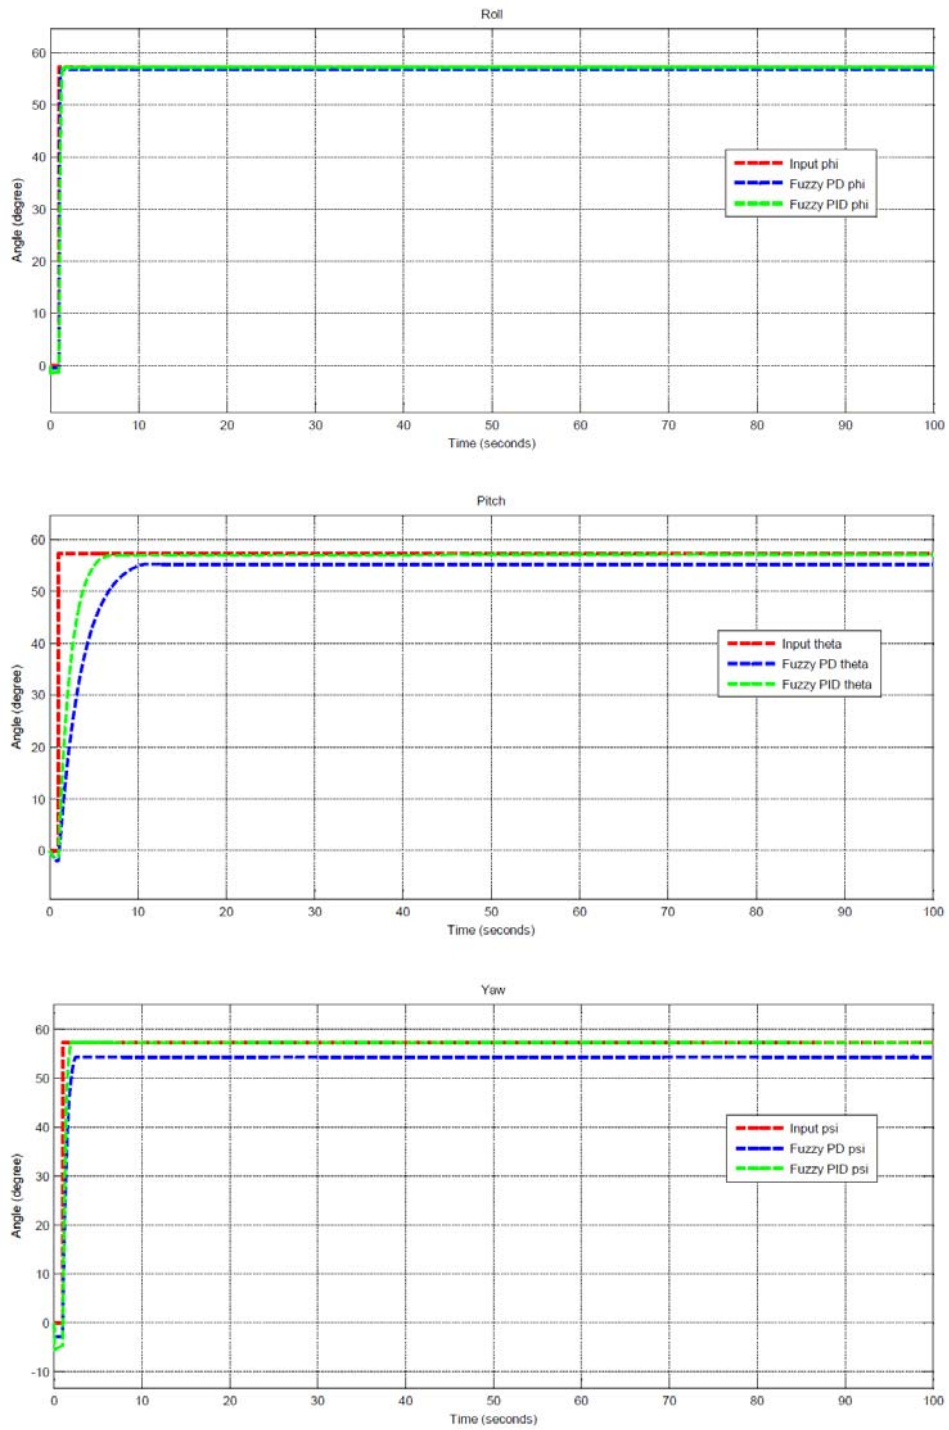 Roll
60
50
40
30
20
10
0
Angle (degree)
Input phi
Fuzzy PD phi
Fuzzy PID phi
0 10 20 30 40 50 60 70 80 90 100
Time (seconds)
Pitch
60
50
40
30
20
10
0
Angle (degree)
Input theta
Fuzzy PD theta
Fuzzy PID theta
0 10 20 30 40 50 60 70 80 90 100
Time (seconds)
Yaw
60
50
40
30
20
10
0
-10
Angle (degree)
Input psi
Fuzzy PD psi
Fuzzy PID psi
0 10 20 30 40 50 60 70 80 90 100
Time (seconds)